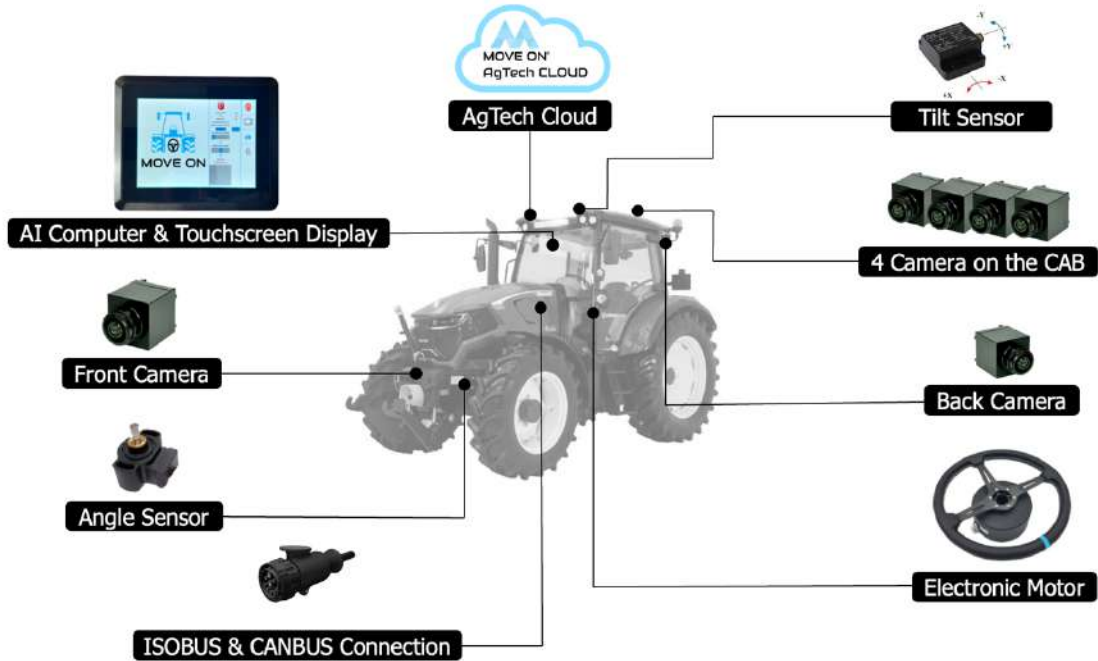 MOVE ON
AgTech CLOUD
AgTech Cloud
Tilt Sensor
MOVE ON
AI Computer & Touchscreen Display
4 Camera on the CAB
Front Camera
Back Camera
Angle Sensor
Electronic Motor
ISOBUS & CANBUS Connection
-X
+Y
-X
+X